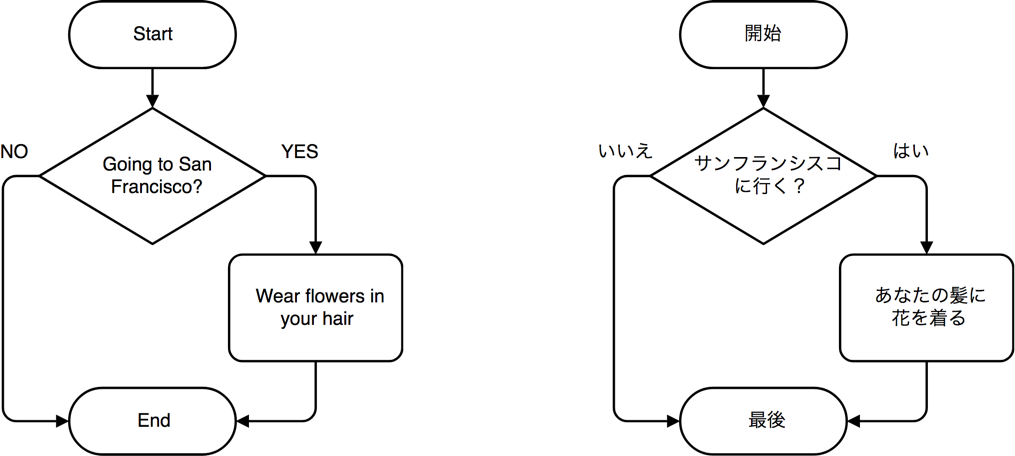 Start
NO
YES
Going to San
Francisco?
Wear flowers in
your hair
End
開始
いいえ
はい
サンフランシスコ
に行く？
あなたの髪に
花を着る
最後